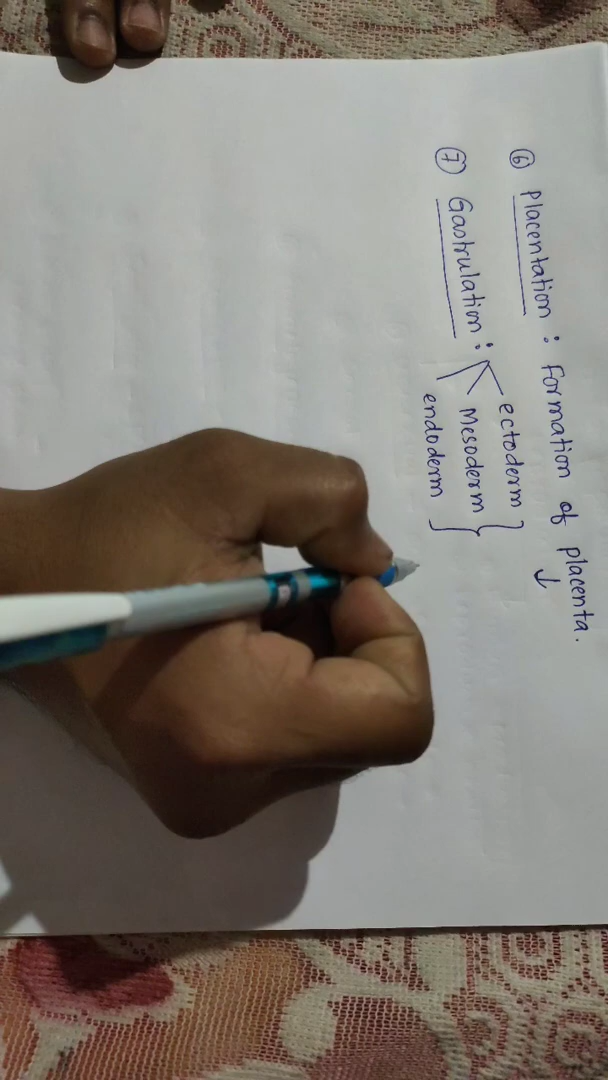 ⑥ Placentation : formation of placenta.
↓
⑦ Gastrulation : ectoderm
Mesoderm
endoderm }